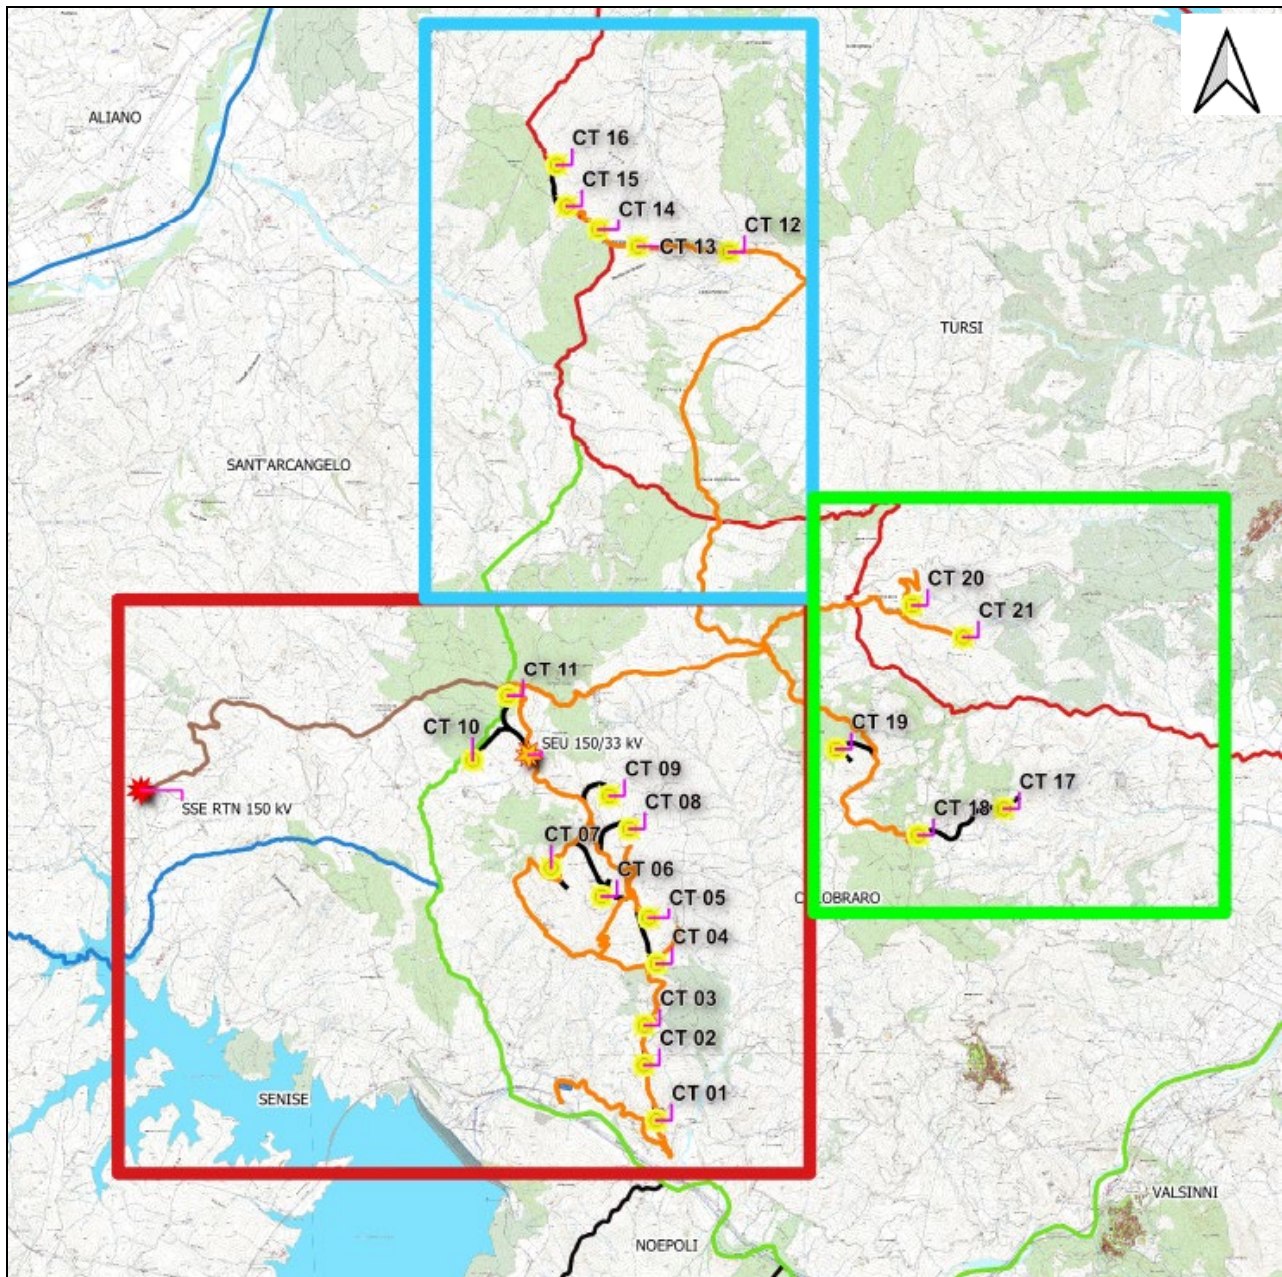 ALIANO
CT 16
CT 15
CT 14
CT 12
CT 13
TURSI
SANT'ARCANGELO
CT 20
CT 21
CT 11
CT 10
SEU 150/33 kV
CT 19
CT 09
SSE RTN 150 kV
CT 17
CT 08
CT 18
CT 07
CT 06
CT 05
COLOBRARO
CT 04
CT 03
CT 02
CT 01
SENISE
VALSINNI
NOEPOLI